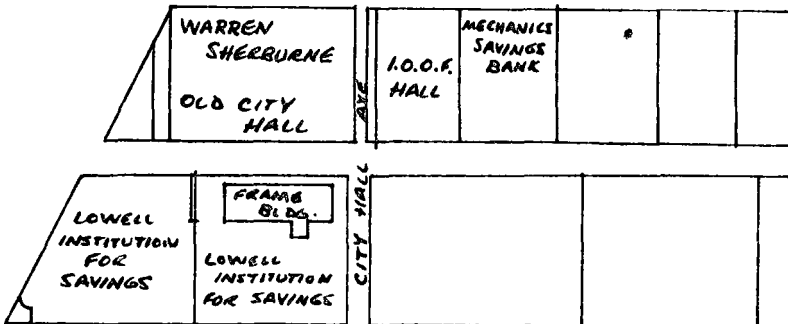 WARREN
SHERBURNE
OLD CITY
HALL
AVE
I.O.O.F.
HALL
MECHANICS
SAVINGS
BANK
*
LOWELL
INSTITUTION
FOR
SAVINGS
FRAME
BLDG.
LOWELL
INSTITUTION
FOR SAVINGS
CITY HALL